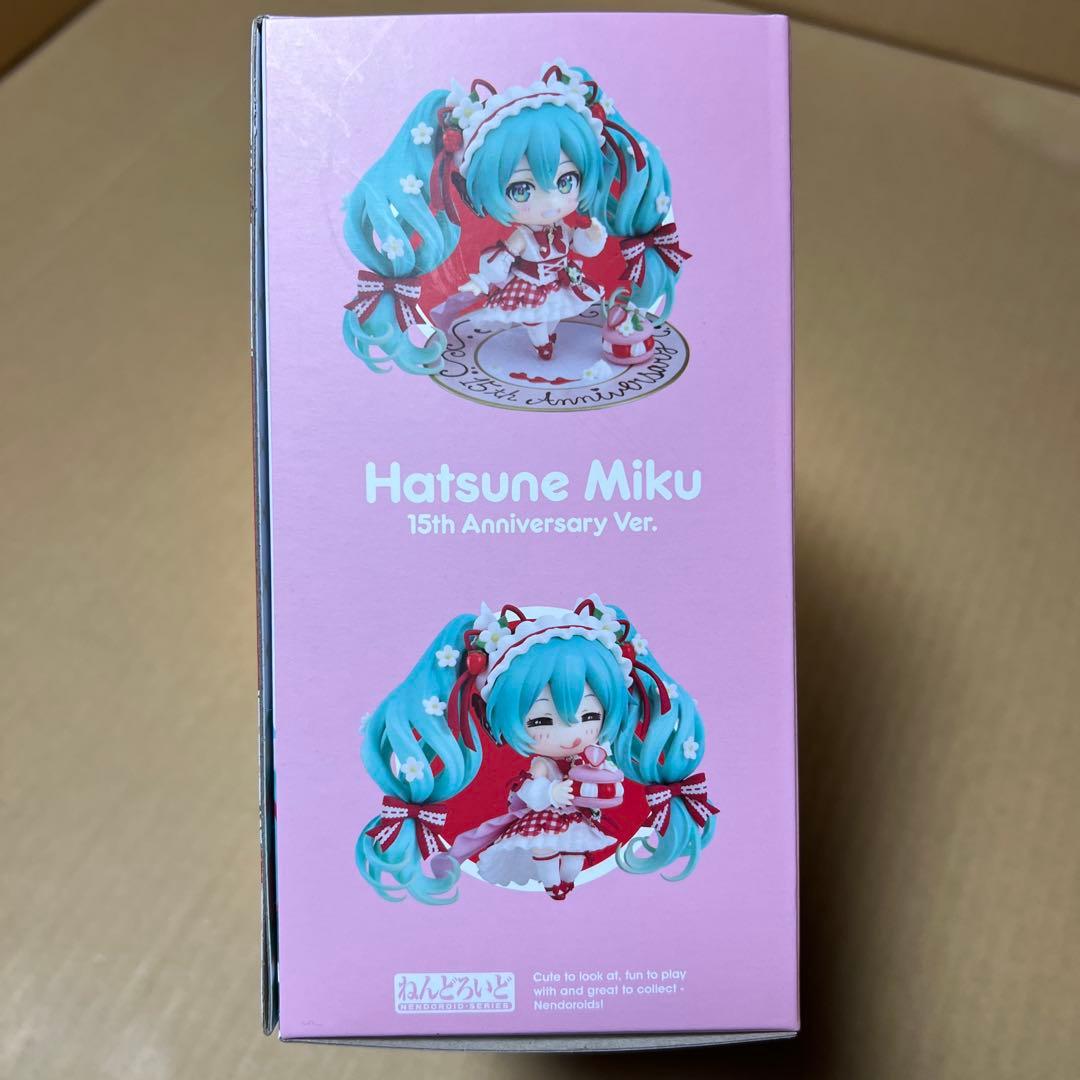 15th Anniversary
Hatsune Miku
15th Anniversary Ver.
ねんどろいど
NENDOROID·SERIES
Cute to look at, fun to play
with and great to collect -
Nendoroids!